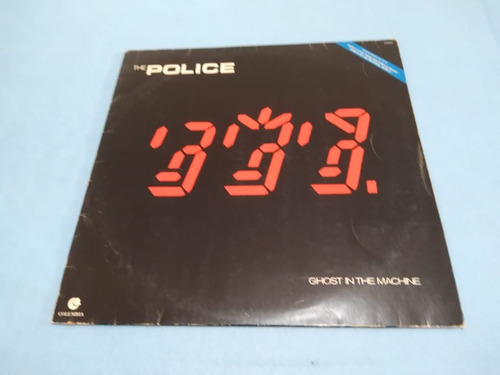 THE POLICE
GHOST IN THE MACHINE
COLUMBIA